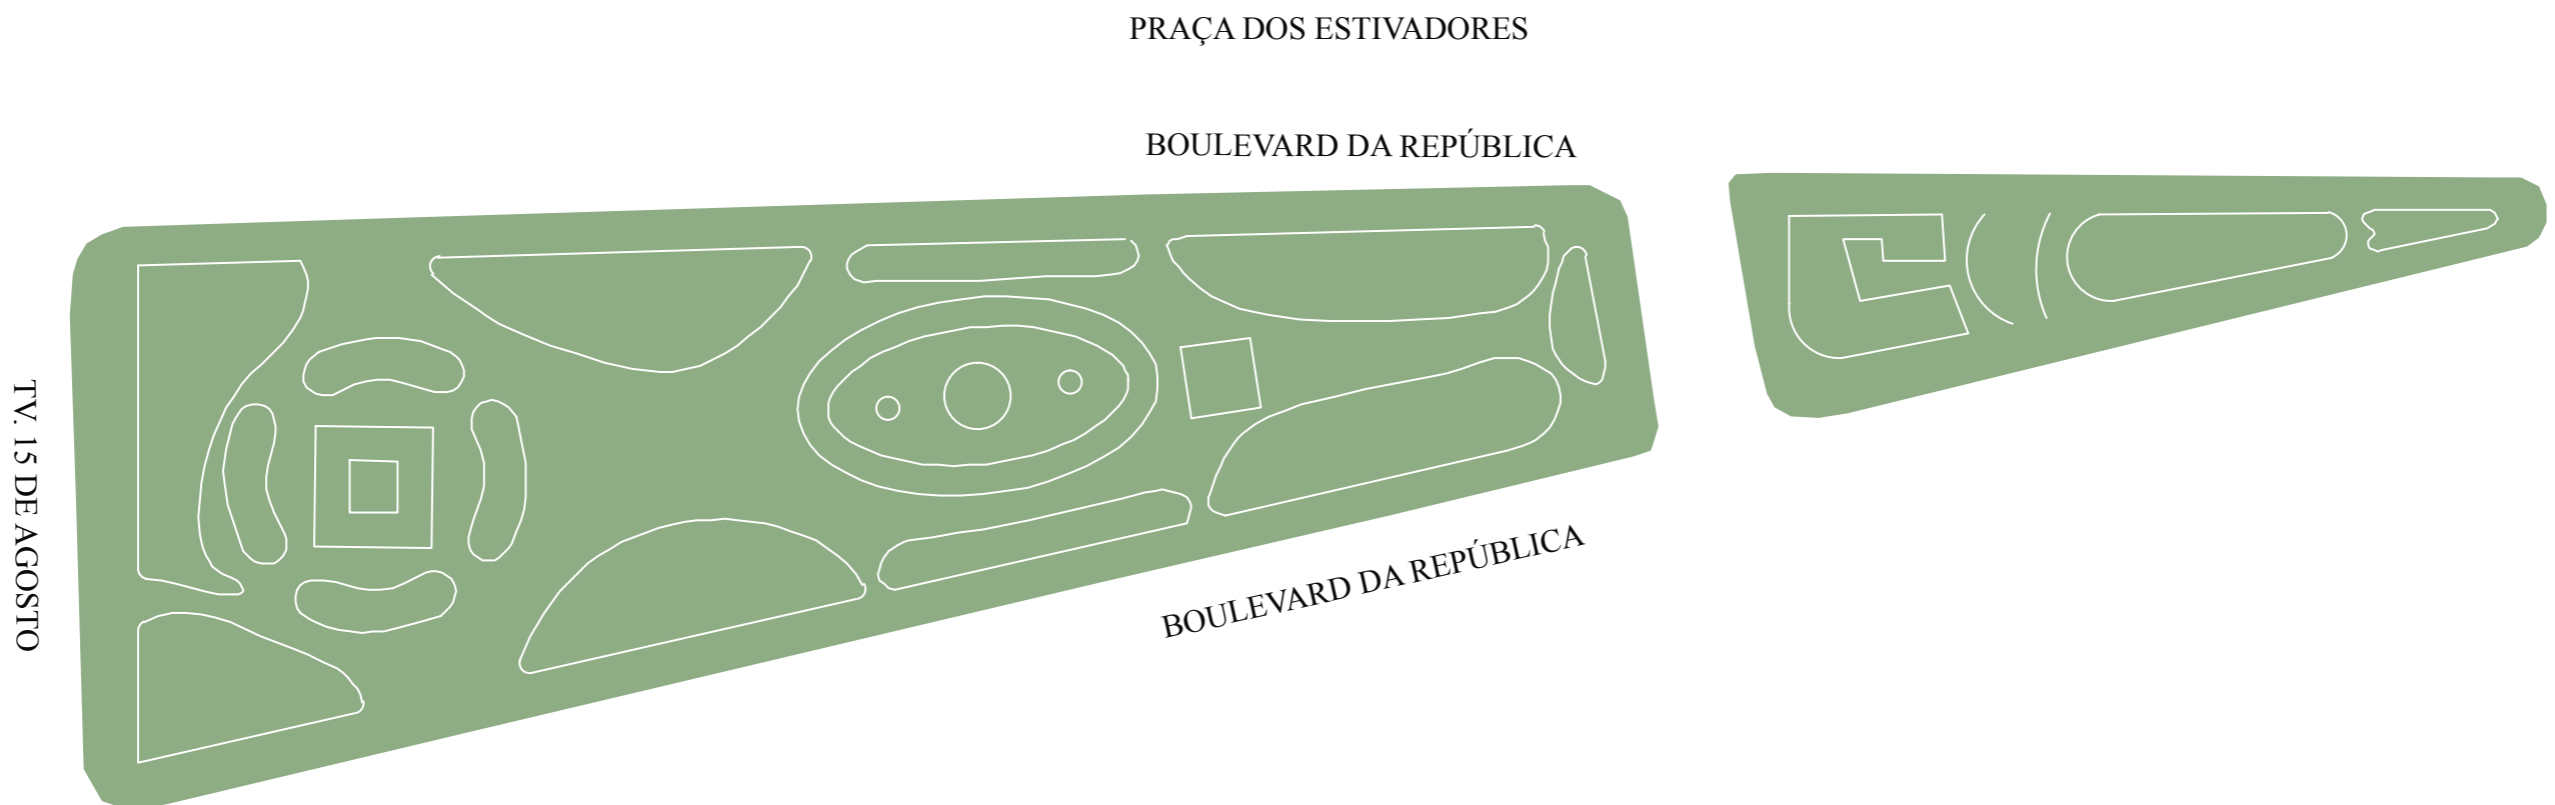 PRAÇA DOS ESTIVADORES
BOULEVARD DA REPÚBLICA
TV. 15 DE AGOSTO
BOULEVARD DA REPÚBLICA